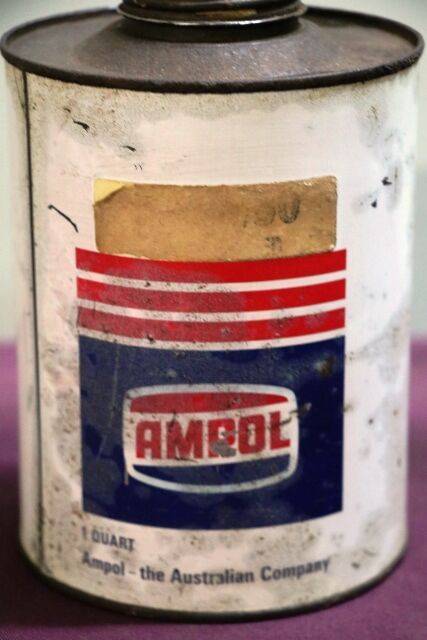 AMPOL
1 QUART
Ampol - the Australian Company